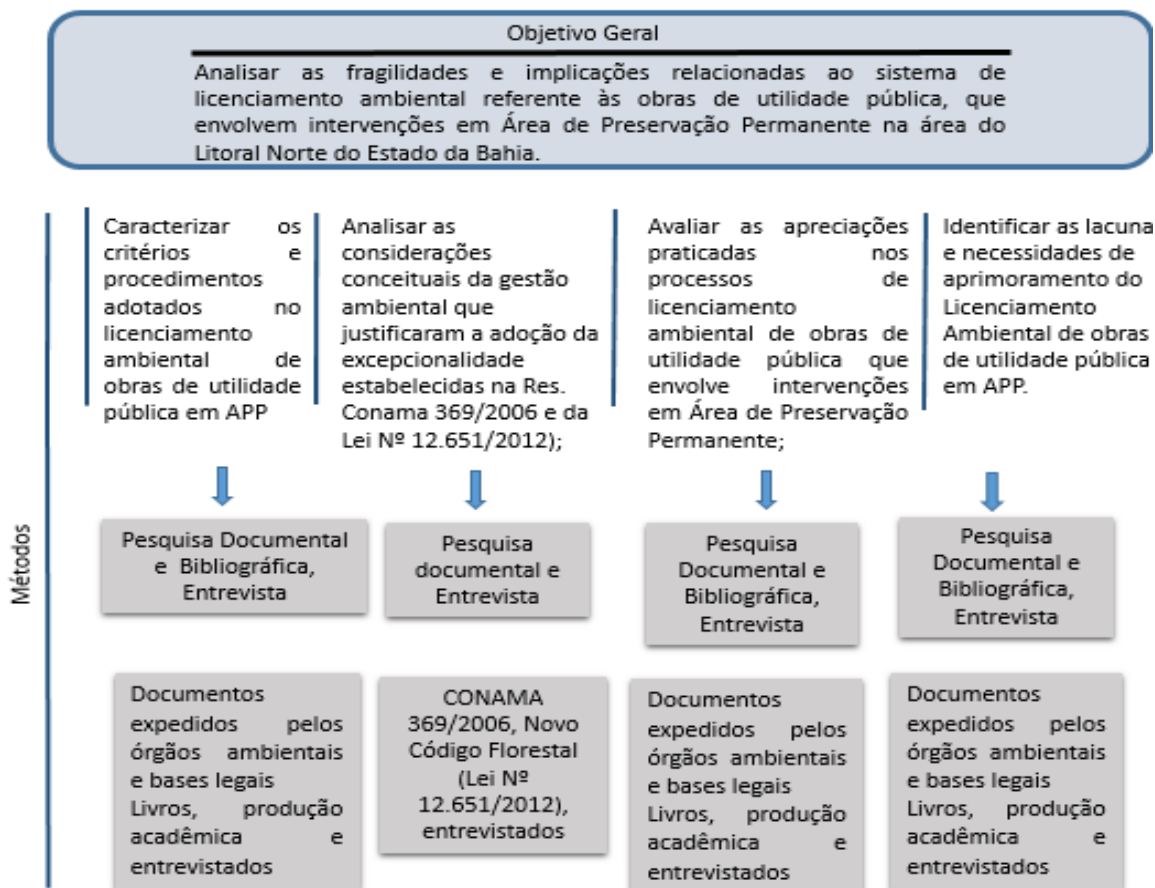 Objetivo Geral
Analisar as fragilidades e implicações relacionadas ao sistema de
licenciamento ambiental referente às obras de utilidade pública, que
envolvem intervenções em Área de Preservação Permanente na área do
Litoral Norte do Estado da Bahia.
Métodos
Caracterizar os
critérios e
procedimentos
adotados no
licenciamento
ambiental de
obras de utilidade
pública em APP
Analisar as
considerações
conceituais da gestão
ambiental que
justificaram a adoção da
excepcionalidade
estabelecidas na Res.
Conama 369/2006 e da
Lei Nº 12.651/2012);
Avaliar as apreciações
praticadas nos
processos de
licenciamento
ambiental de obras de
utilidade pública que
envolve intervenções
em Área de Preservação
Permanente;
Identificar as lacuna
e necessidades de
aprimoramento do
Licenciamento
Ambiental de obras
de utilidade pública
em APP.
Pesquisa Documental
e Bibliográfica,
Entrevista
Pesquisa
documental e
Entrevista
Pesquisa
Documental e
Bibliográfica,
Entrevista
Pesquisa
Documental e
Bibliográfica,
Entrevista
Documentos
expedidos pelos
órgãos ambientais
e bases legais
Livros, produção
acadêmica e
entrevistados
CONAMA
369/2006, Novo
Código Florestal
(Lei Nº
12.651/2012),
entrevistados
Documentos
expedidos pelos
órgãos ambientais
e bases legais
Livros, produção
acadêmica e
entrevistados
Documentos
expedidos pelos
órgãos ambientais
e bases legais
Livros, produção
acadêmica e
entrevistados